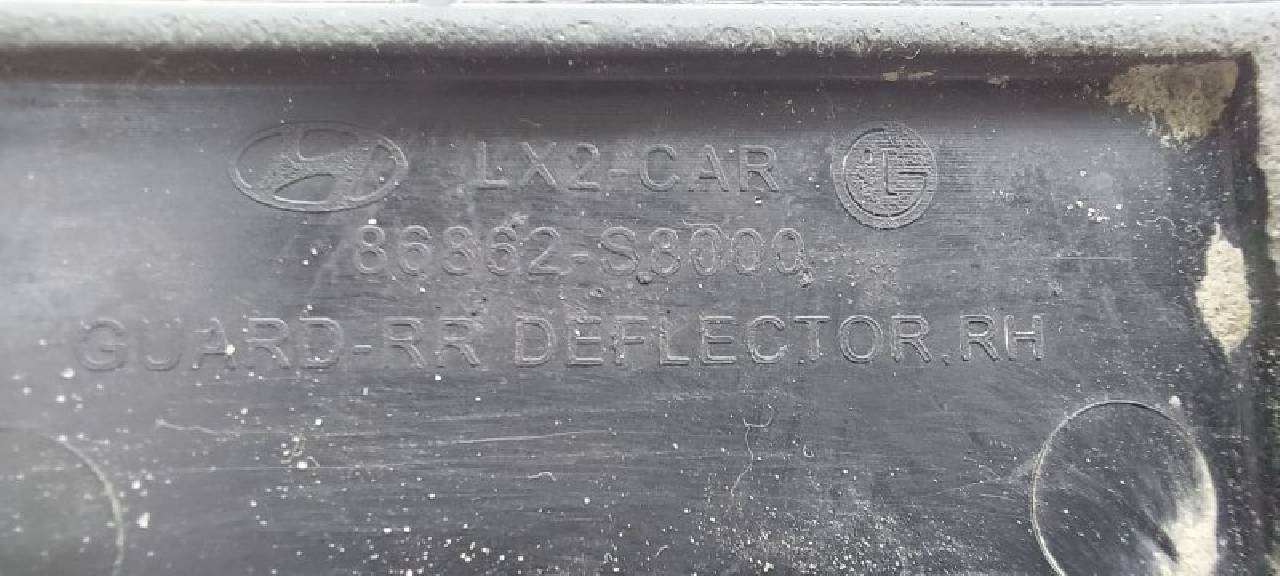 LX2-CAR
86862-S8000
GUARD-RR DEFLECTOR,RH